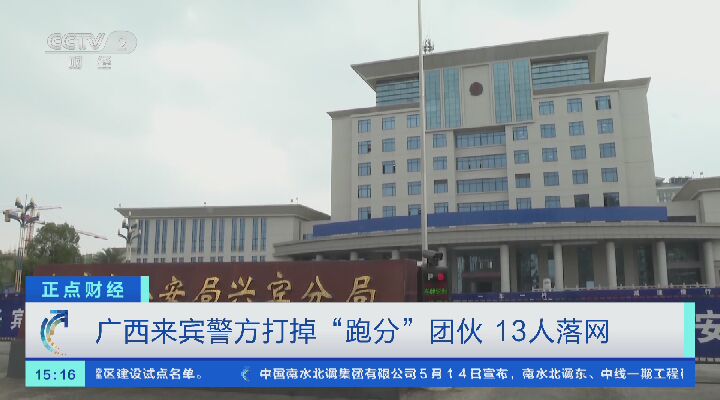 CCTV 2
财经
安局兴宾分局
正点财经
广西来宾警方打掉“跑分”团伙 13人落网
15:16 区建设试点名单。 中国南水北调集团有限公司5月14日宣布，南水北调东、中线一期工程